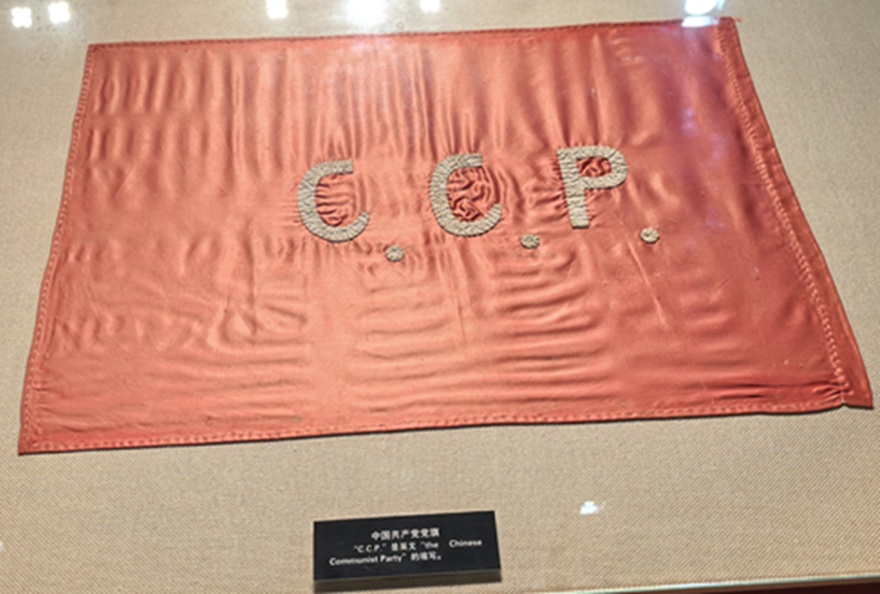 C.C.P.
中国共产党党旗
"C.C.P." 是英文 "the Chinese
Communist Party" 的缩写。